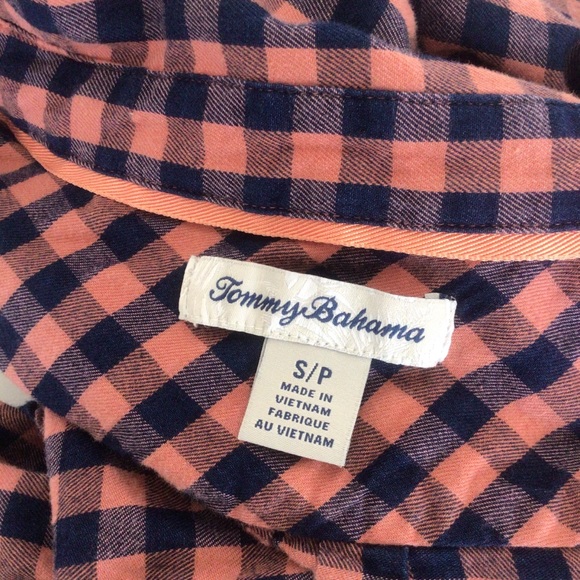 Tommy Bahama
S/P
MADE IN
VIETNAM
FABRIQUE
AU VIETNAM